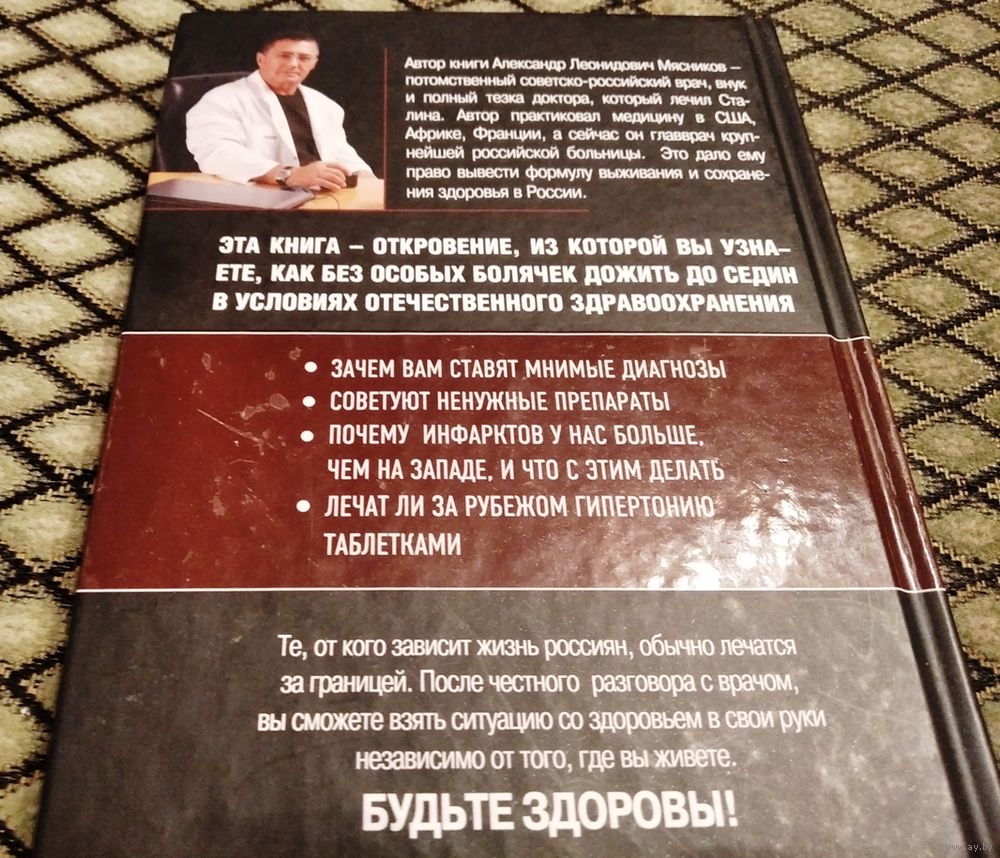 Автор книги Александр Леонидович Мясников –
потомственный советско-российский врач, внук
и полный тезка доктора, который лечил Ста-
лина. Автор практиковал медицину в США,
Африке, Франции, а сейчас он главврач круп-
нейшей российской больницы. Это дало ему
право вывести формулу выживания и сохране-
ния здоровья в России.
ЭТА КНИГА – ОТКРОВЕНИЕ, ИЗ КОТОРОЙ ВЫ УЗНА-
ЕТЕ, КАК БЕЗ ОСОБЫХ БОЛЯЧЕК ДОЖИТЬ ДО СЕДИН
В УСЛОВИЯХ ОТЕЧЕСТВЕННОГО ЗДРАВООХРАНЕНИЯ
• ЗАЧЕМ ВАМ СТАВЯТ МНИМЫЕ ДИАГНОЗЫ
• СОВЕТУЮТ НЕНУЖНЫЕ ПРЕПАРАТЫ
• ПОЧЕМУ ИНФАРКТОВ У НАС БОЛЬШЕ,
ЧЕМ НА ЗАПАДЕ, И ЧТО С ЭТИМ ДЕЛАТЬ
• ЛЕЧАТ ЛИ ЗА РУБЕЖОМ ГИПЕРТОНИЮ
ТАБЛЕТКАМИ
Те, от кого зависит жизнь россиян, обычно лечатся
за границей. После честного разговора с врачом,
вы сможете взять ситуацию со здоровьем в свои руки
независимо от того, где вы живете.
БУДЬТЕ ЗДОРОВЫ!
www.ay.by